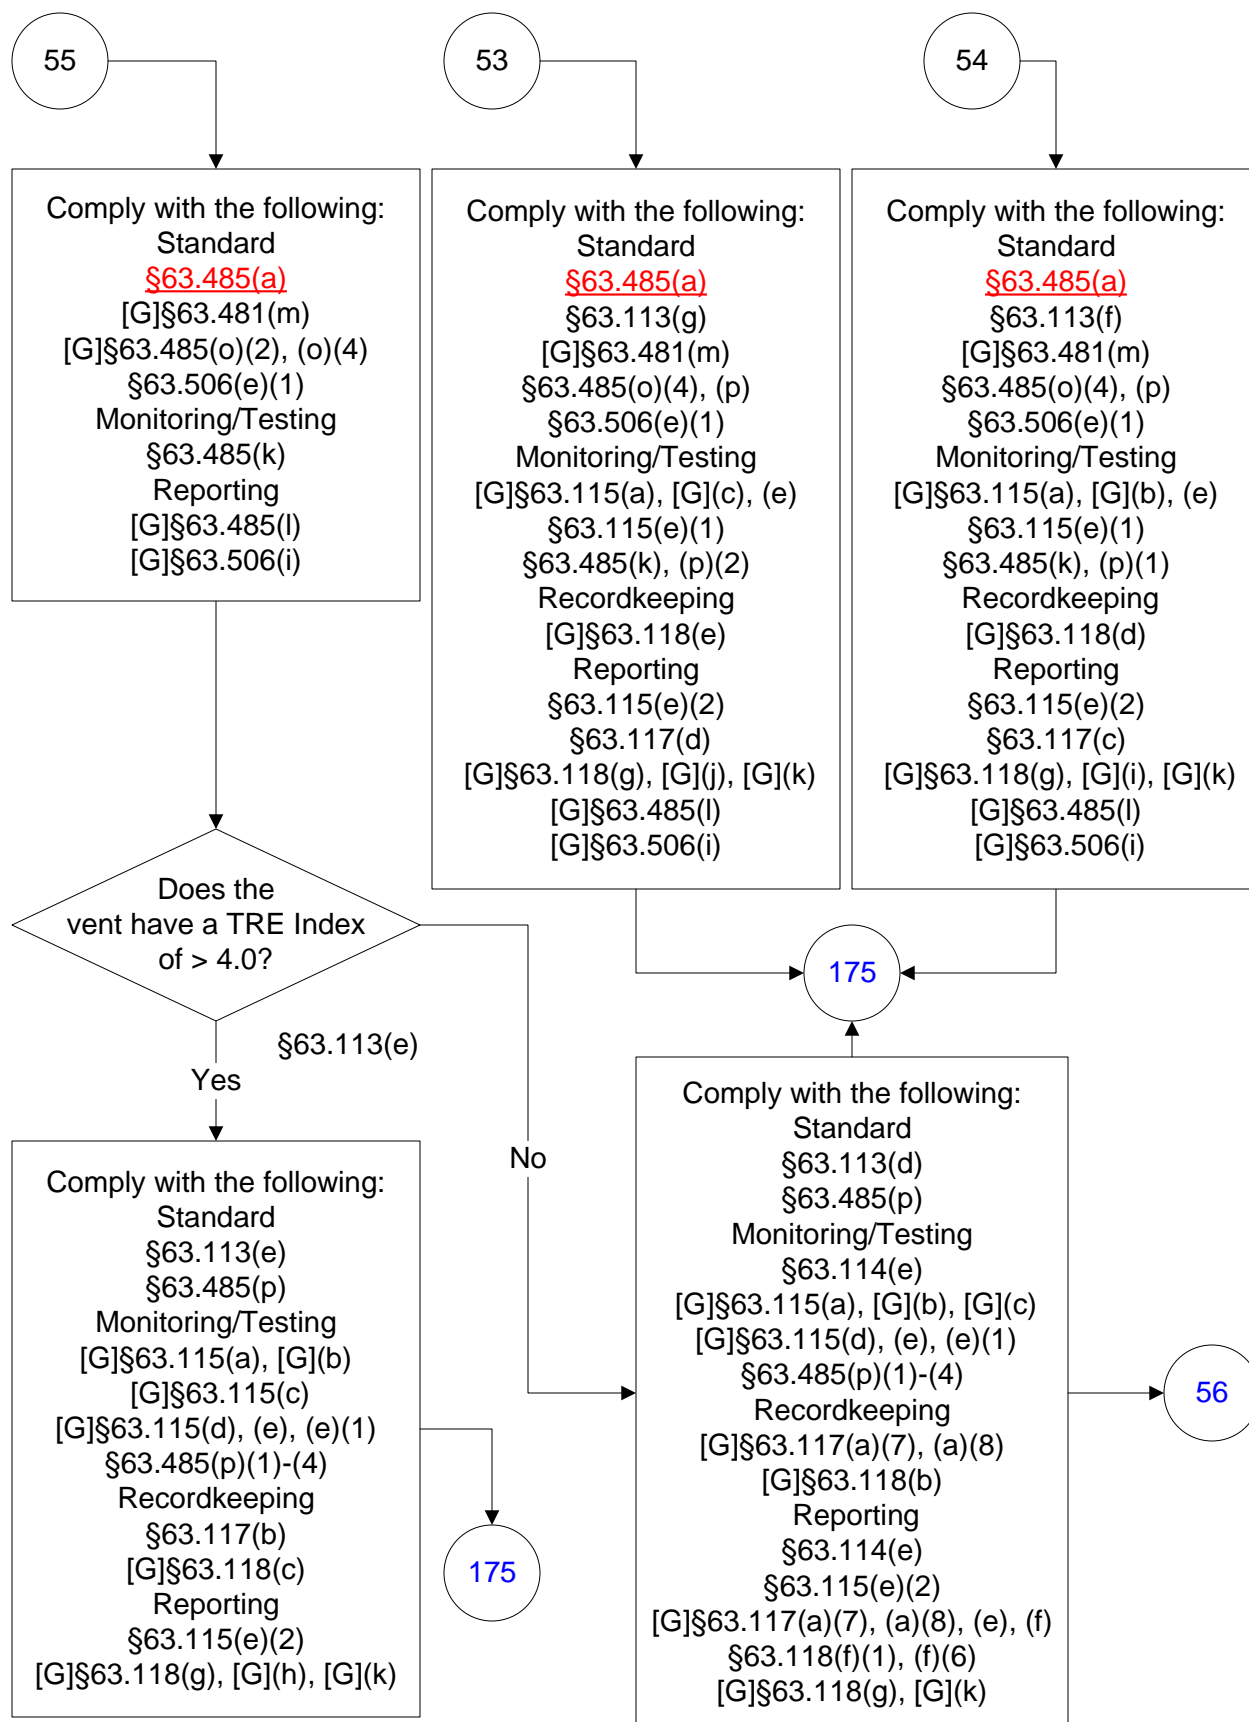 55
Comply with the following:
Standard
§63.485(a)
[G]§63.481(m)
[G]§63.485(o)(2), (o)(4)
§63.506(e)(1)
Monitoring/Testing
§63.485(k)
Reporting
[G]§63.485(l)
[G]§63.506(i)
53
Comply with the following:
Standard
§63.485(a)
§63.113(g)
[G]§63.481(m)
§63.485(o)(4), (p)
§63.506(e)(1)
Monitoring/Testing
[G]§63.115(a), [G](c), (e)
§63.115(e)(1)
§63.485(k), (p)(2)
Recordkeeping
[G]§63.118(e)
Reporting
§63.115(e)(2)
§63.117(d)
[G]§63.118(g), [G](j), [G](k)
[G]§63.485(l)
[G]§63.506(i)
54
Comply with the following:
Standard
§63.485(a)
§63.113(f)
[G]§63.481(m)
§63.485(o)(4), (p)
§63.506(e)(1)
Monitoring/Testing
[G]§63.115(a), [G](b), (e)
§63.115(e)(1)
§63.485(k), (p)(1)
Recordkeeping
[G]§63.118(d)
Reporting
§63.115(e)(2)
§63.117(c)
[G]§63.118(g), [G](i), [G](k)
[G]§63.485(l)
[G]§63.506(i)
Does the
vent have a TRE Index
of > 4.0?
175
§63.113(e)
Yes
No
Comply with the following:
Standard
§63.113(e)
§63.485(p)
Monitoring/Testing
[G]§63.115(a), [G](b)
[G]§63.115(c)
[G]§63.115(d), (e), (e)(1)
§63.485(p)(1)-(4)
Recordkeeping
§63.117(b)
[G]§63.118(c)
Reporting
§63.115(e)(2)
[G]§63.118(g), [G](h), [G](k)
175
Comply with the following:
Standard
§63.113(d)
§63.485(p)
Monitoring/Testing
§63.114(e)
[G]§63.115(a), [G](b), [G](c)
[G]§63.115(d), (e), (e)(1)
§63.485(p)(1)-(4)
Recordkeeping
[G]§63.117(a)(7), (a)(8)
[G]§63.118(b)
Reporting
§63.114(e)
§63.115(e)(2)
[G]§63.117(a)(7), (a)(8), (e), (f)
§63.118(f)(1), (f)(6)
[G]§63.118(g), [G](k)
56